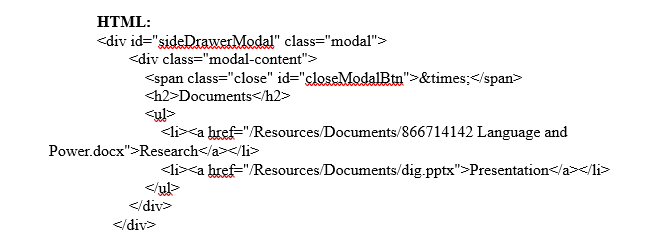 HTML:
<div id="sideDrawerModal" class="modal">
<div class="modal-content">
<span class="close" id="closeModalBtn">&times;</span>
<h2>Documents</h2>
<ul>
<li><a href="/Resources/Documents/866714142 Language and
Power.docx">Research</a></li>
<li><a href="/Resources/Documents/dig.pptx">Presentation</a></li>
</ul>
</div>
</div>